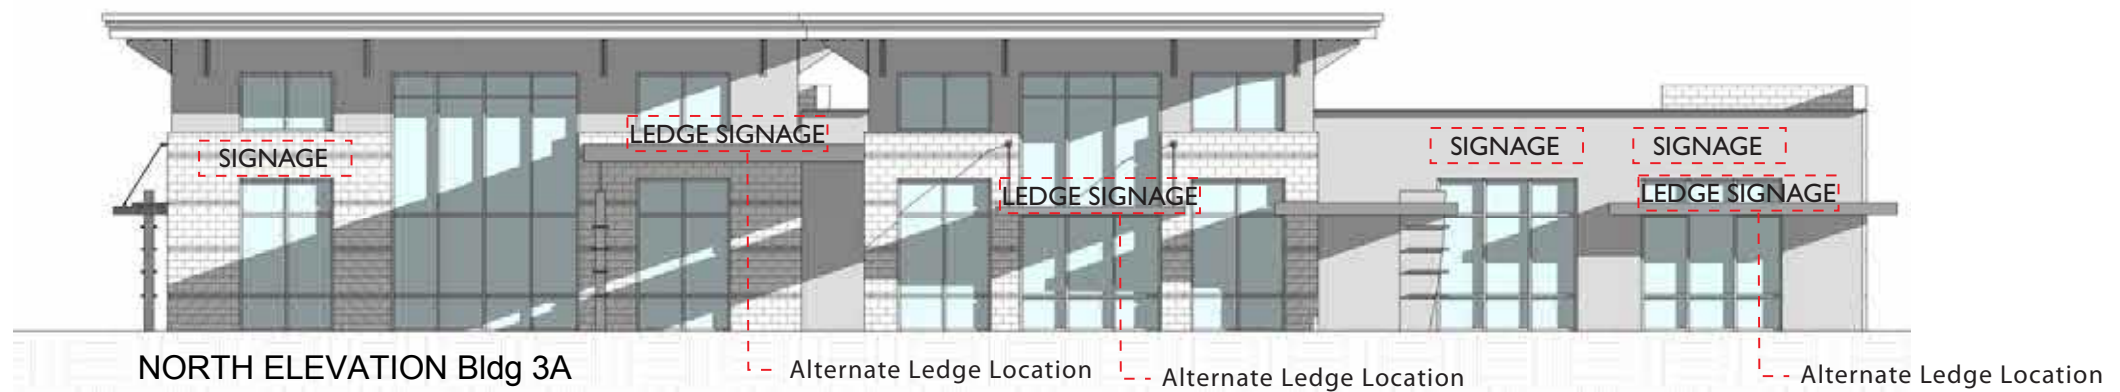 LEDGE SIGNAGE
SIGNAGE
SIGNAGE
SIGNAGE
LEDGE SIGNAGE
LEDGE SIGNAGE
NORTH ELEVATION Bldg 3A
Alternate Ledge Location
Alternate Ledge Location
Alternate Ledge Location